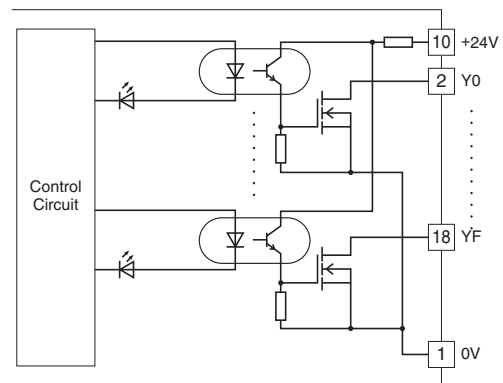 10 +24V
2 Y0
Control
Circuit
18 YF
1 0V